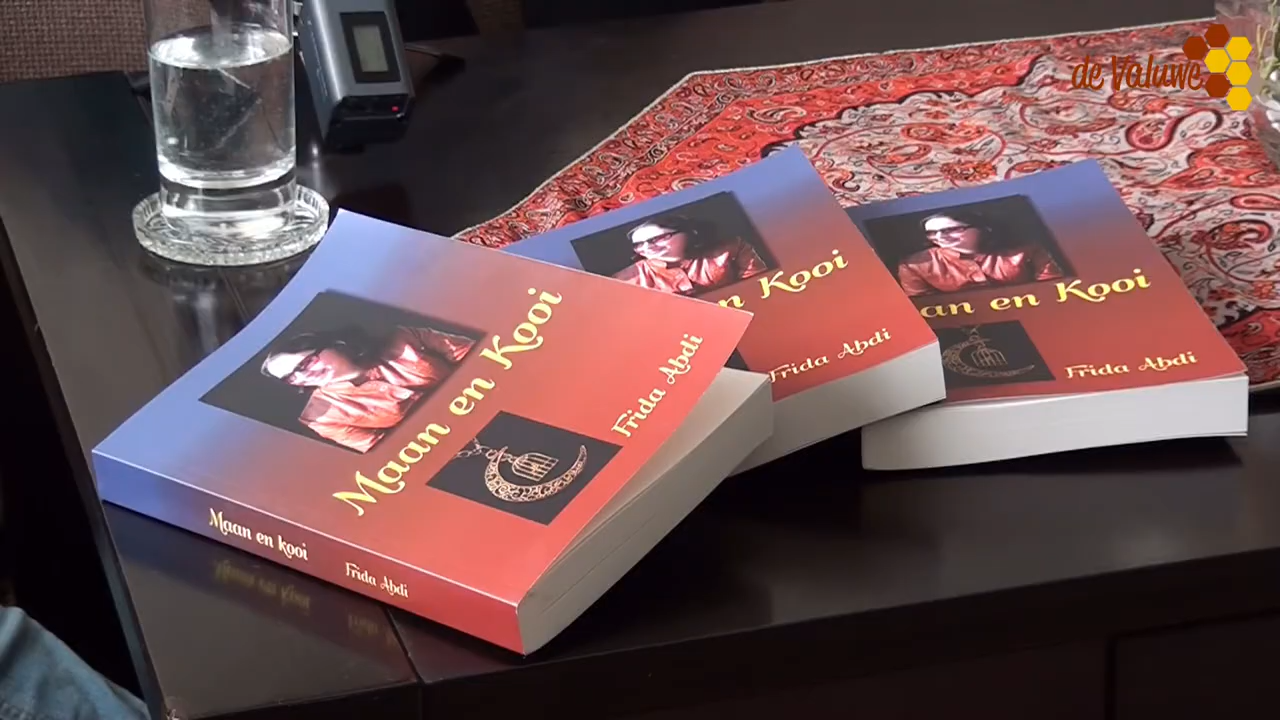 de Valuwe
Maan en Kooi
Frida Abdi
Maan en kooi
Frida Abdi
en Kooi
Frida Abdi
aan en Kooi
Frida Abdi